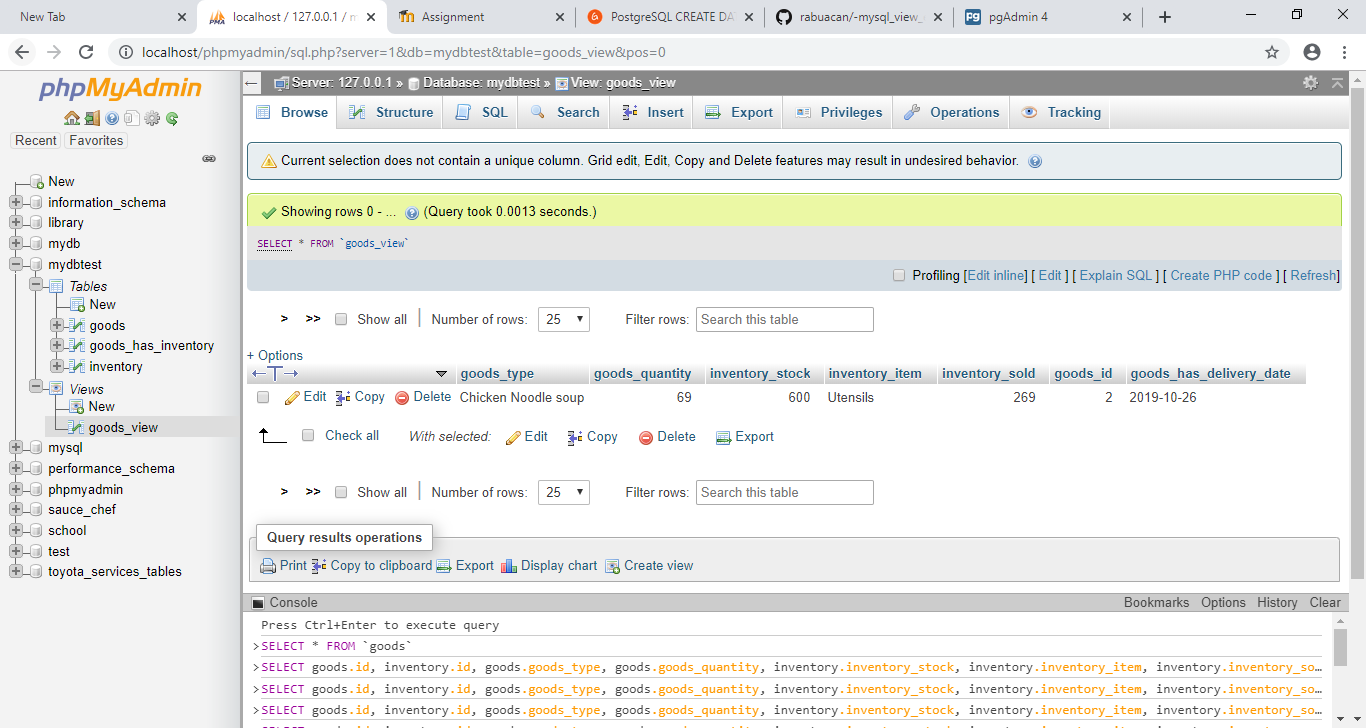 New Tab
localhost / 127.0.0.1 / m
Assignment
PostgreSQL CREATE DA
rabuacan/-mysql_view_
pgAdmin 4
localhost/phpmyadmin/sql.php?server=1&db=mydbtest&table=goods_view&pos=0
phpMyAdmin
Recent Favorites
New
information_schema
library
mydb
mydbtest
Tables
New
goods
goods_has_inventory
inventory
Views
New
goods_view
mysql
performance_schema
phpmyadmin
sauce_chef
school
test
toyota_services_tables
Server: 127.0.0.1 » Database: mydbtest » View: goods_view
Browse Structure SQL Search Insert Export Privileges Operations Tracking
Current selection does not contain a unique column. Grid edit, Edit, Copy and Delete features may result in undesired behavior.
Showing rows 0 - ... (Query took 0.0013 seconds.)
SELECT * FROM `goods_view`
Profiling [Edit inline] [ Edit ] [ Explain SQL ] [ Create PHP code ] [ Refresh]
> >> Show all | Number of rows: 25 Filter rows: Search this table
+ Options
←T→ goods_type goods_quantity inventory_stock inventory_item inventory_sold goods_id goods_has_delivery_date
Edit Copy Delete Chicken Noodle soup 69 600 Utensils 269 2 2019-10-26
Check all With selected: Edit Copy Delete Export
> >> Show all | Number of rows: 25 Filter rows: Search this table
Query results operations
Print Copy to clipboard Export Display chart Create view
Console Bookmarks Options History Clear
Press Ctrl+Enter to execute query
>SELECT * FROM `goods`
>SELECT goods.id, inventory.id, goods.goods_type, goods.goods_quantity, inventory.inventory_stock, inventory.inventory_item, inventory.inventory_so…
>SELECT goods.id, inventory.id, goods.goods_type, goods.goods_quantity, inventory.inventory_stock, inventory.inventory_item, inventory.inventory_so…
>SELECT goods.id, inventory.id, goods.goods_type, goods.goods_quantity, inventory.inventory_stock, inventory.inventory_item, inventory.inventory_so…